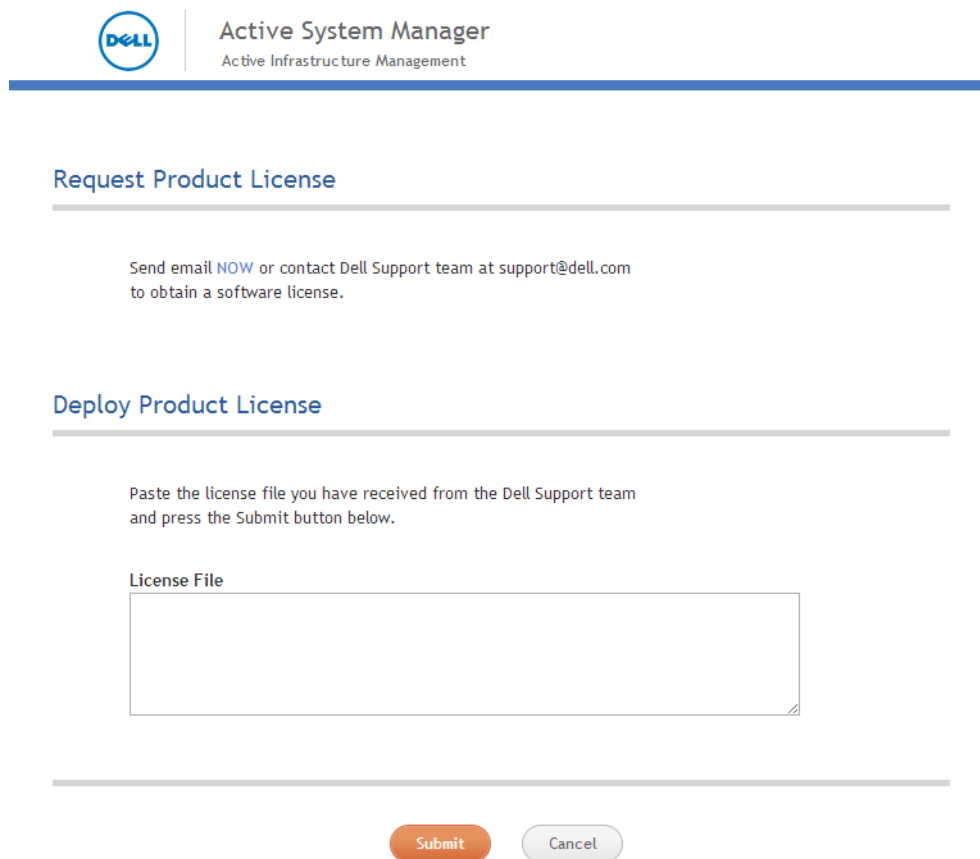 DELL
Active System Manager
Active Infrastructure Management
Request Product License
Send email NOW or contact Dell Support team at support@dell.com
to obtain a software license.
Deploy Product License
Paste the license file you have received from the Dell Support team
and press the Submit button below.
License File
Submit
Cancel